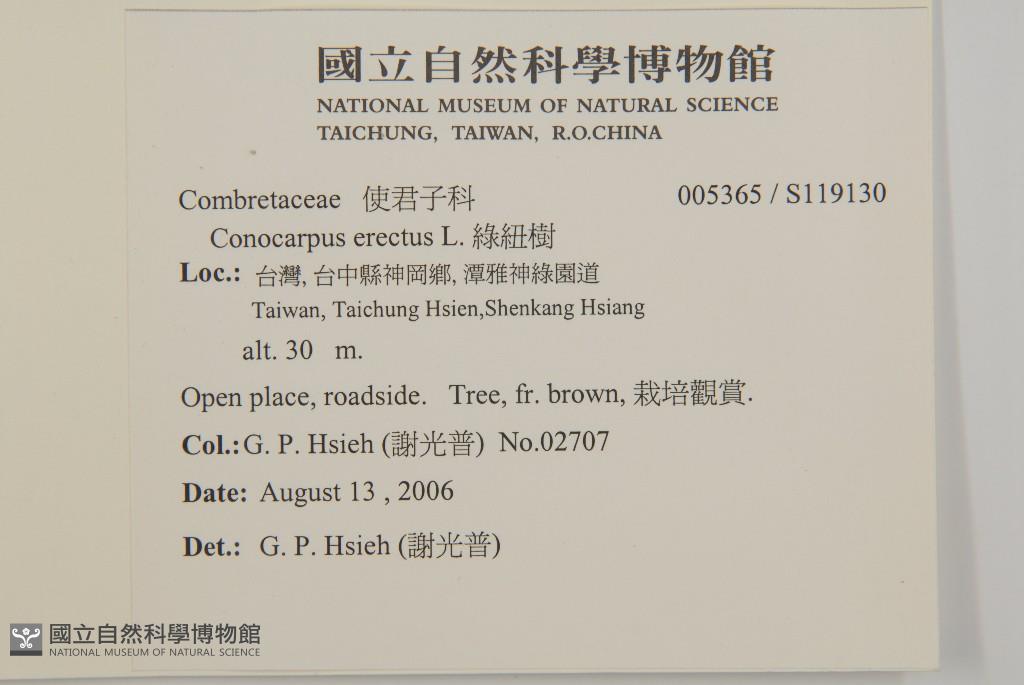 國立自然科學博物館
NATIONAL MUSEUM OF NATURAL SCIENCE
TAICHUNG, TAIWAN, R.O.CHINA
Combretaceae 使君子科 005365 / S119130
Conocarpus erectus L. 綠鈕樹
Loc.: 台灣, 台中縣神岡鄉, 潭雅神綠園道
Taiwan, Taichung Hsien,Shenkang Hsiang
alt. 30 m.
Open place, roadside. Tree, fr. brown, 栽培觀賞.
Col.: G. P. Hsieh (謝光普) No.02707
Date: August 13 , 2006
Det.: G. P. Hsieh (謝光普)
國立自然科學博物館
NATIONAL MUSEUM OF NATURAL SCIENCE